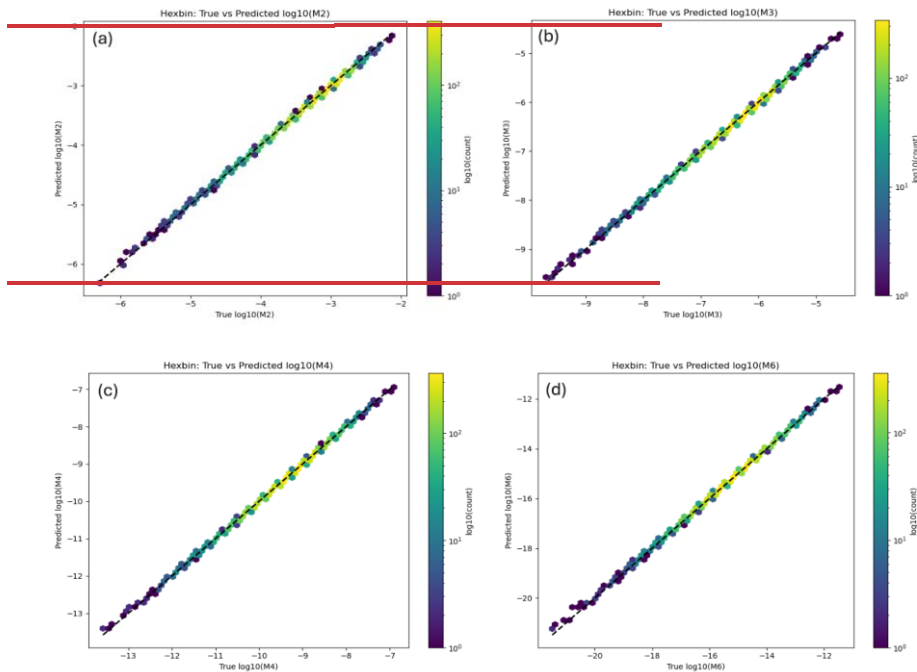 Hexbin: True vs Predicted log10(M2)
(a)
Predicted log10(M2)
-3
-4
-5
-6
-6 -5 -4 -3 -2
True log10(M2)
10²
10¹
10⁰
log10(count)
Hexbin: True vs Predicted log10(M3)
(b)
Predicted log10(M3)
-5
-6
-7
-8
-9
-9 -8 -7 -6 -5
True log10(M3)
10²
10¹
10⁰
log10(count)
Hexbin: True vs Predicted log10(M4)
(c)
Predicted log10(M4)
-7
-8
-9
-10
-11
-12
-13
-13 -12 -11 -10 -9 -8 -7
True log10(M4)
10²
10¹
10⁰
log10(count)
Hexbin: True vs Predicted log10(M6)
(d)
Predicted log10(M6)
-12
-14
-16
-18
-20
-20 -18 -16 -14 -12
True log10(M6)
10²
10¹
10⁰
log10(count)